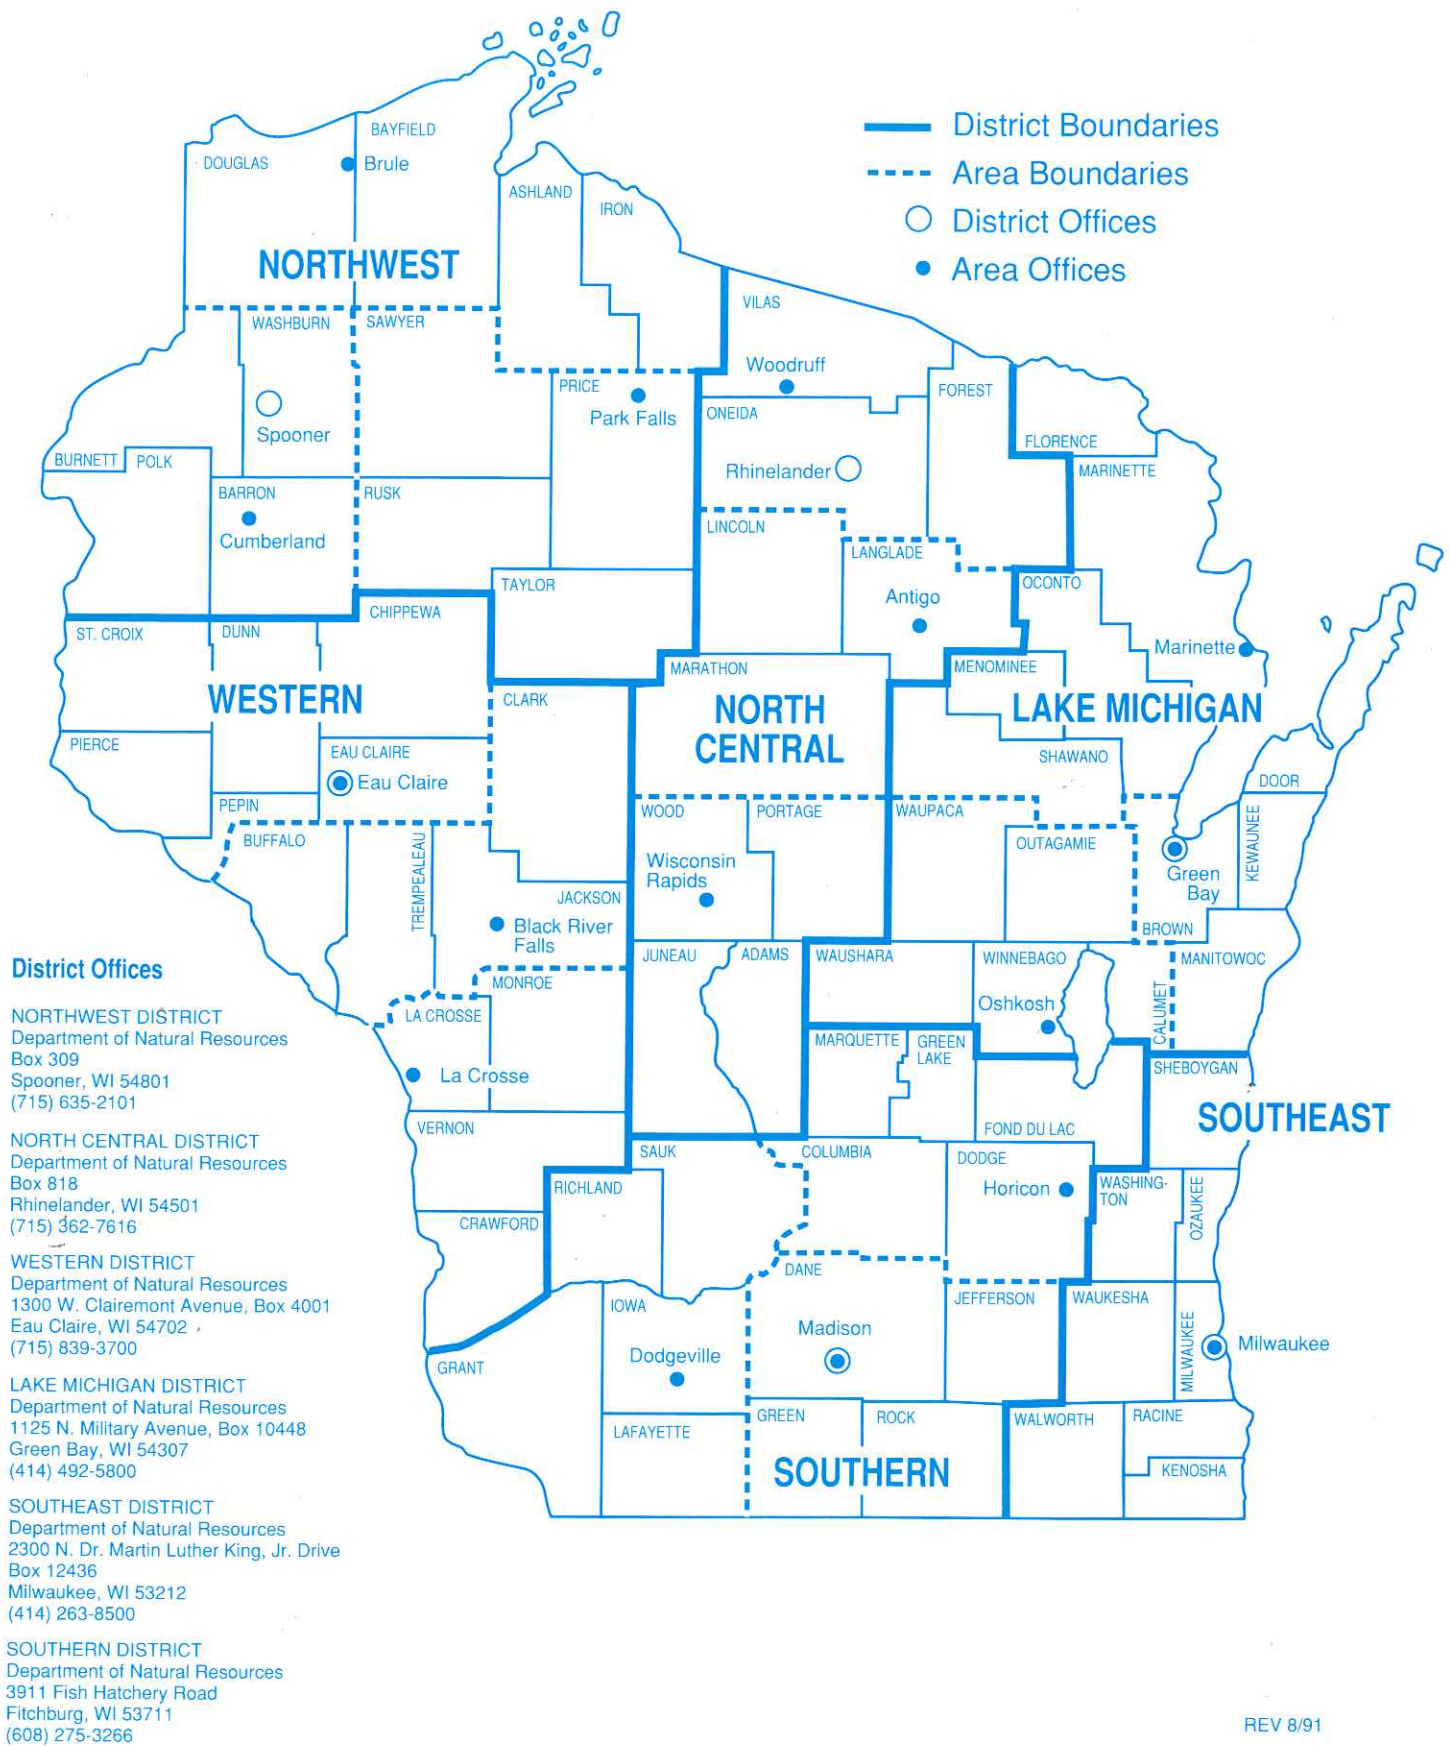 District Boundaries
Area Boundaries
District Offices
Area Offices
BAYFIELD
DOUGLAS
Brule
ASHLAND
IRON
NORTHWEST
WASHBURN
SAWYER
VILAS
Woodruff
PRICE
Park Falls
ONEIDA
FOREST
Spooner
FLORENCE
BURNETT
POLK
Rhinelander
MARINETTE
BARRON
RUSK
Cumberland
LINCOLN
LANGLADE
TAYLOR
OCONTO
Antigo
CHIPPEWA
ST. CROIX
DUNN
Marinette
MARATHON
MENOMINEE
WESTERN
CLARK
NORTH
CENTRAL
LAKE MICHIGAN
PIERCE
EAU CLAIRE
Eau Claire
SHAWANO
DOOR
PEPIN
WOOD
PORTAGE
WAUPACA
BUFFALO
TREMPEALEAU
OUTAGAMIE
KEWAUNEE
Wisconsin
Rapids
Green
Bay
JACKSON
Black River
Falls
BROWN
JUNEAU
ADAMS
WAUSHARA
WINNEBAGO
MANITOWOC
MONROE
CALUMET
Oshkosh
LA CROSSE
La Crosse
MARQUETTE
GREEN
LAKE
SHEBOYGAN
SOUTHEAST
VERNON
FOND DU LAC
SAUK
COLUMBIA
DODGE
RICHLAND
Horicon
WASHING-
TON
OZAUKEE
CRAWFORD
DANE
JEFFERSON
WAUKESHA
IOWA
Madison
MILWAUKEE
Milwaukee
Dodgeville
GRANT
GREEN
ROCK
WALWORTH
RACINE
LAFAYETTE
SOUTHERN
KENOSHA
District Offices
NORTHWEST DISTRICT
Department of Natural Resources
Box 309
Spooner, WI 54801
(715) 635-2101
NORTH CENTRAL DISTRICT
Department of Natural Resources
Box 818
Rhinelander, WI 54501
(715) 362-7616
WESTERN DISTRICT
Department of Natural Resources
1300 W. Clairemont Avenue, Box 4001
Eau Claire, WI 54702
(715) 839-3700
LAKE MICHIGAN DISTRICT
Department of Natural Resources
1125 N. Military Avenue, Box 10448
Green Bay, WI 54307
(414) 492-5800
SOUTHEAST DISTRICT
Department of Natural Resources
2300 N. Dr. Martin Luther King, Jr. Drive
Box 12436
Milwaukee, WI 53212
(414) 263-8500
SOUTHERN DISTRICT
Department of Natural Resources
3911 Fish Hatchery Road
Fitchburg, WI 53711
(608) 275-3266
REV 8/91